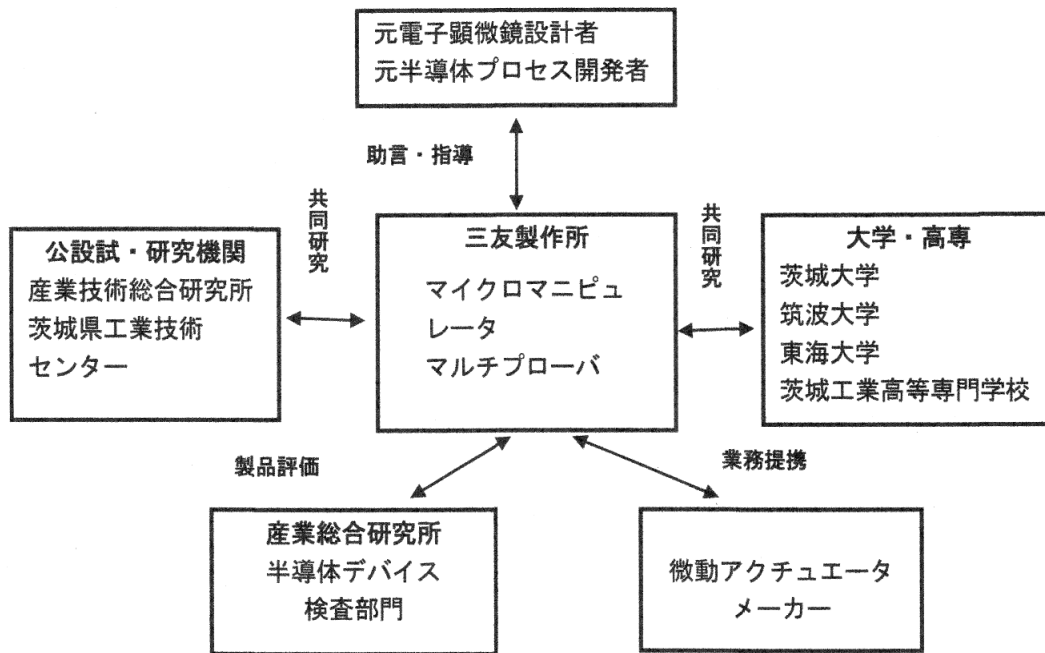 元電子顕微鏡設計者
元半導体プロセス開発者
助言・指導
共同研究
共同研究
公設試・研究機関
産業技術総合研究所
茨城県工業技術
センター
三友製作所
マイクロマニピュ
レータ
マルチプローバ
大学・高専
茨城大学
筑波大学
東海大学
茨城工業高等専門学校
製品評価
業務提携
産業総合研究所
半導体デバイス
検査部門
微動アクチュエータ
メーカー